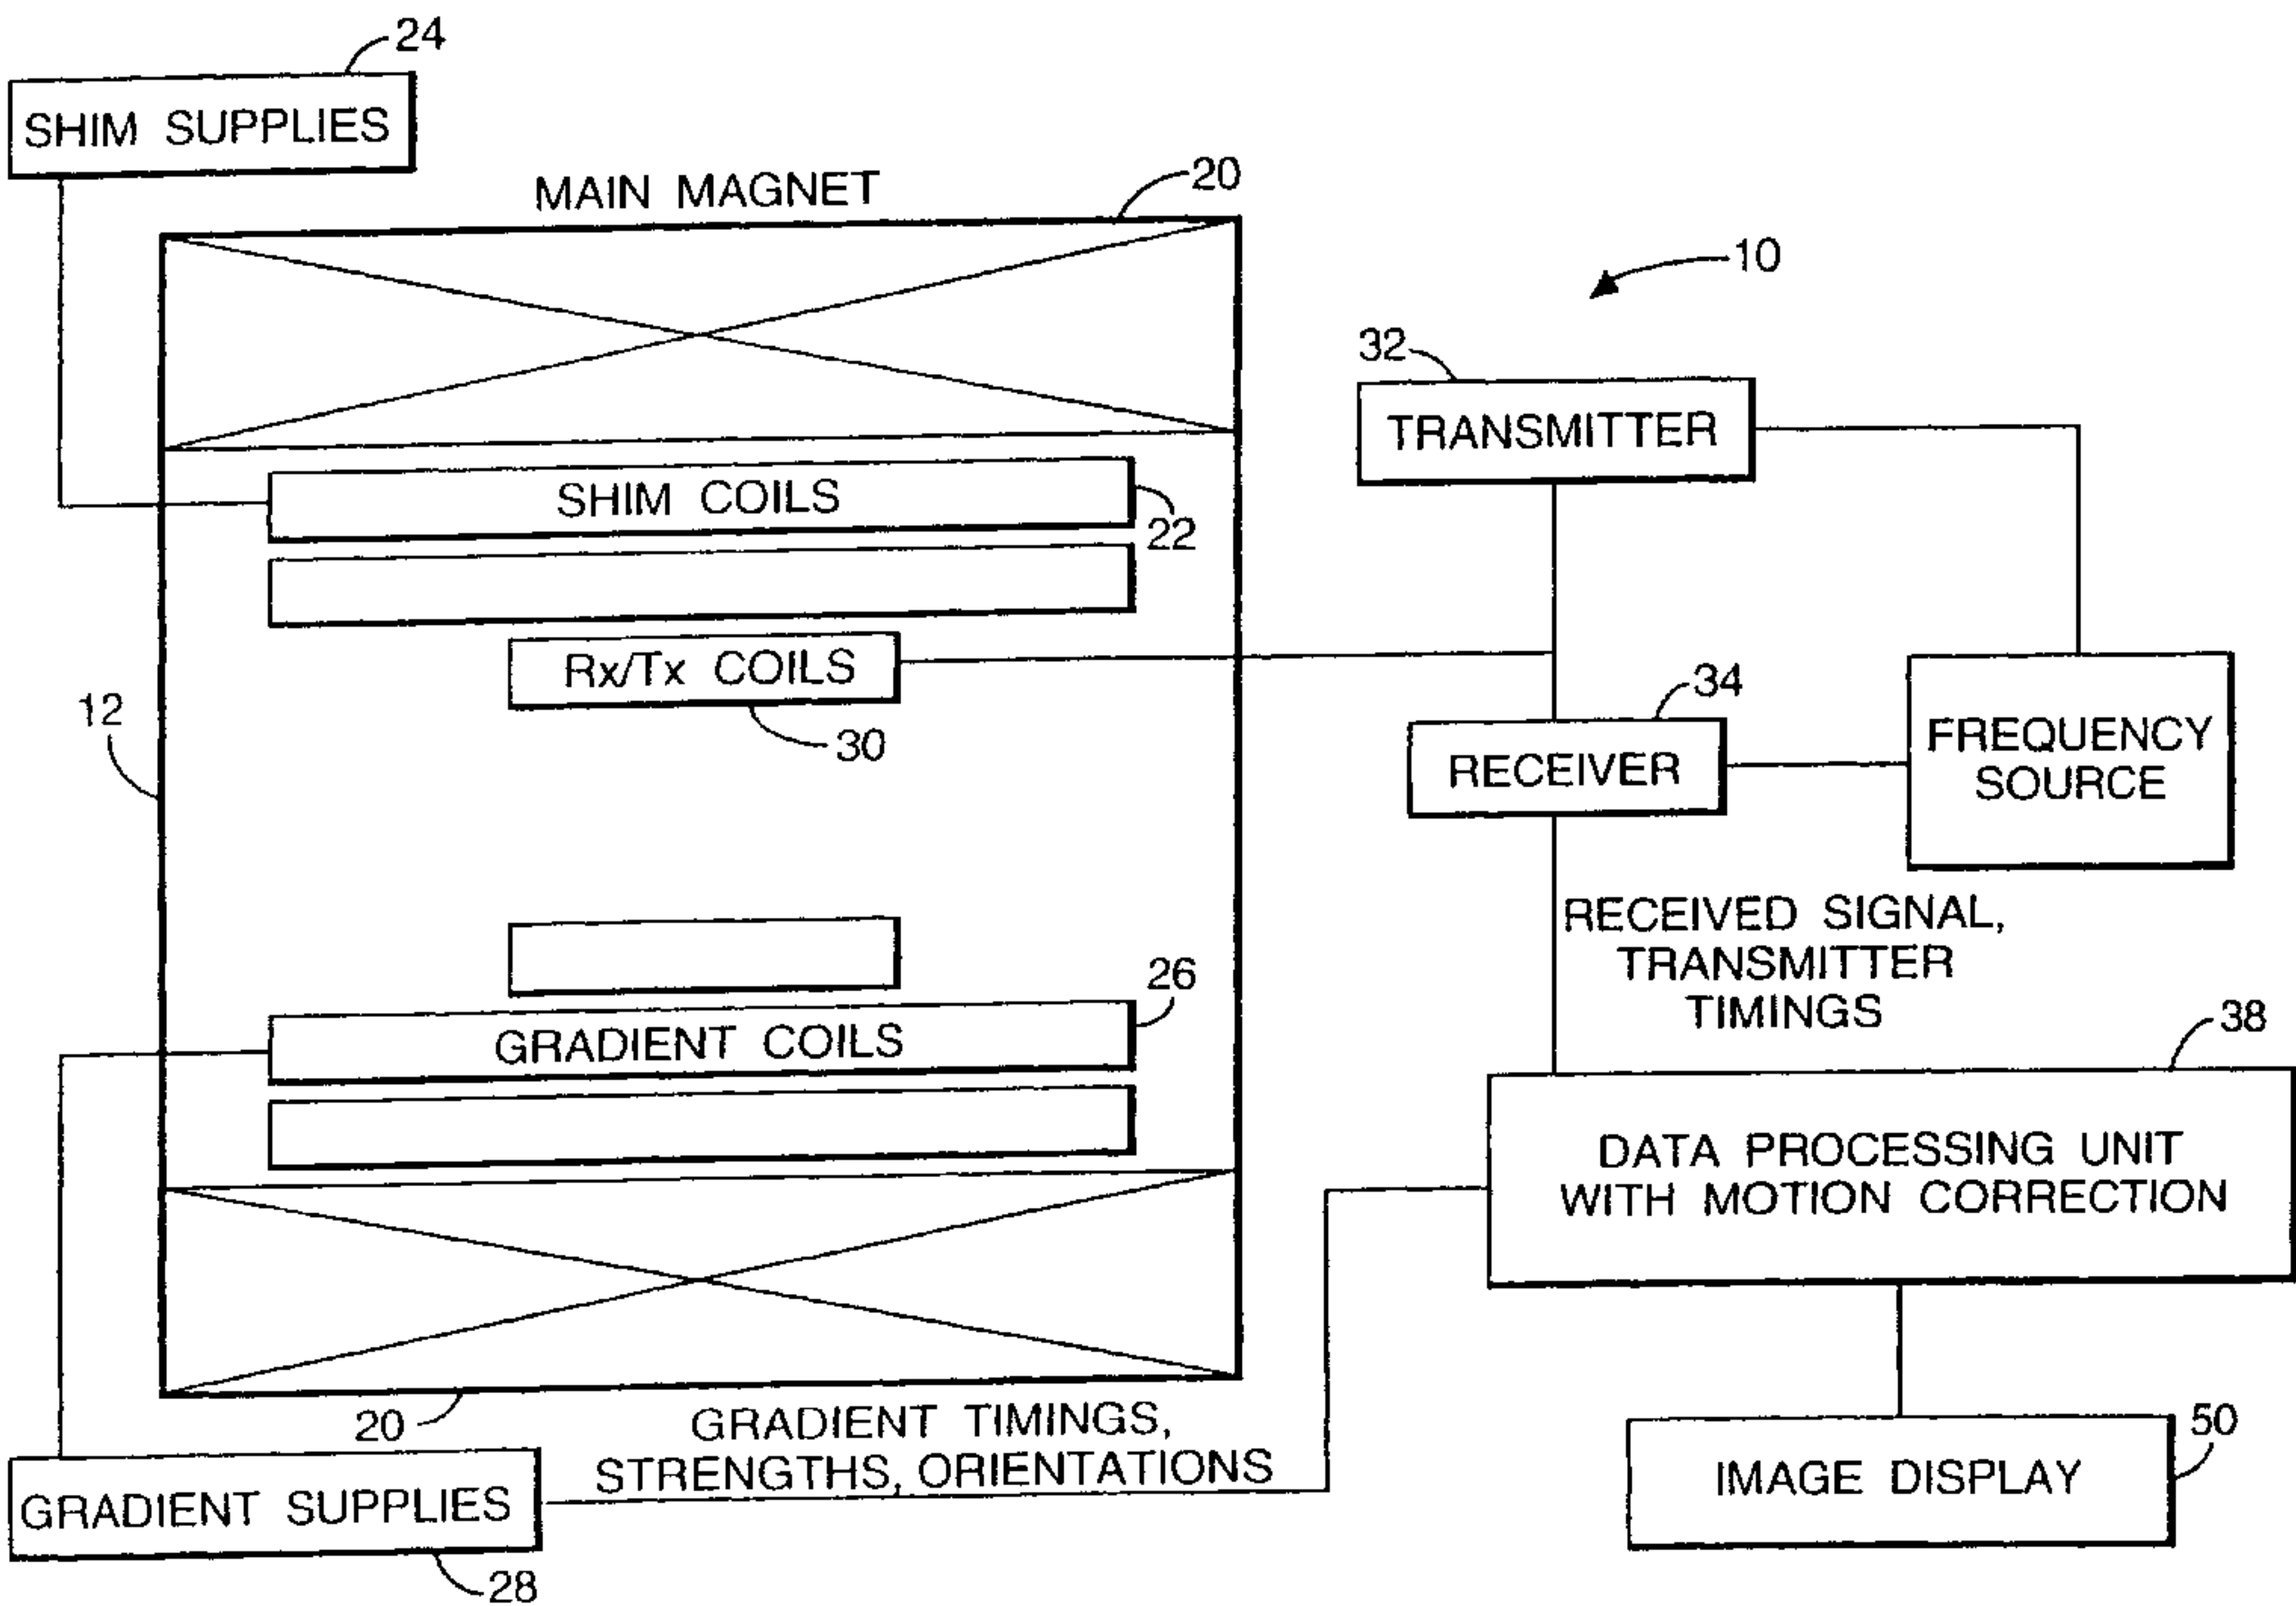 24
SHIM SUPPLIES
MAIN MAGNET
20
10
32
TRANSMITTER
SHIM COILS
22
Rx/Tx COILS
30
12
34
RECEIVER
FREQUENCY
SOURCE
RECEIVED SIGNAL,
TRANSMITTER
TIMINGS
26
GRADIENT COILS
38
DATA PROCESSING UNIT
WITH MOTION CORRECTION
20
GRADIENT TIMINGS,
STRENGTHS, ORIENTATIONS
50
IMAGE DISPLAY
GRADIENT SUPPLIES
28